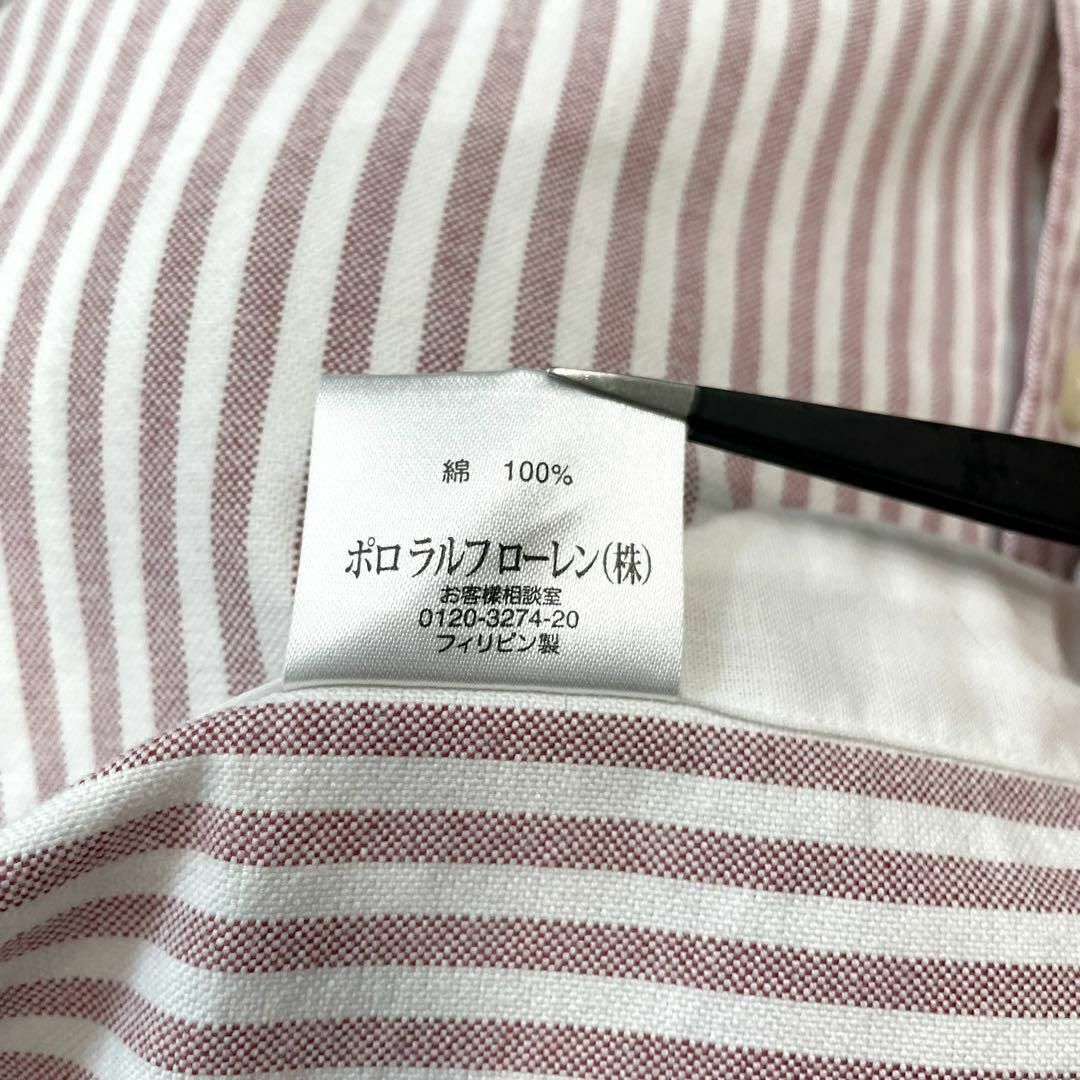 綿 100%
ポロ ラルフ ローレン(株)
お客様相談室
0120-3274-20
フィリピン製